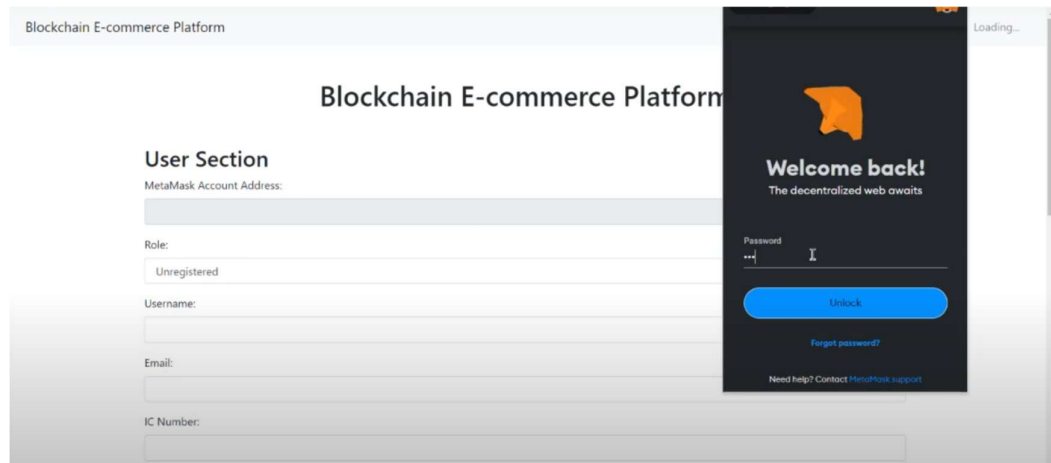 Blockchain E-commerce Platform
Loading...
Blockchain E-commerce Platform
User Section
MetaMask Account Address:
Role:
Unregistered
Username:
Email:
IC Number:
Welcome back!
The decentralized web awaits
Password
•••
Unlock
Forgot password?
Need help? Contact MetaMask support